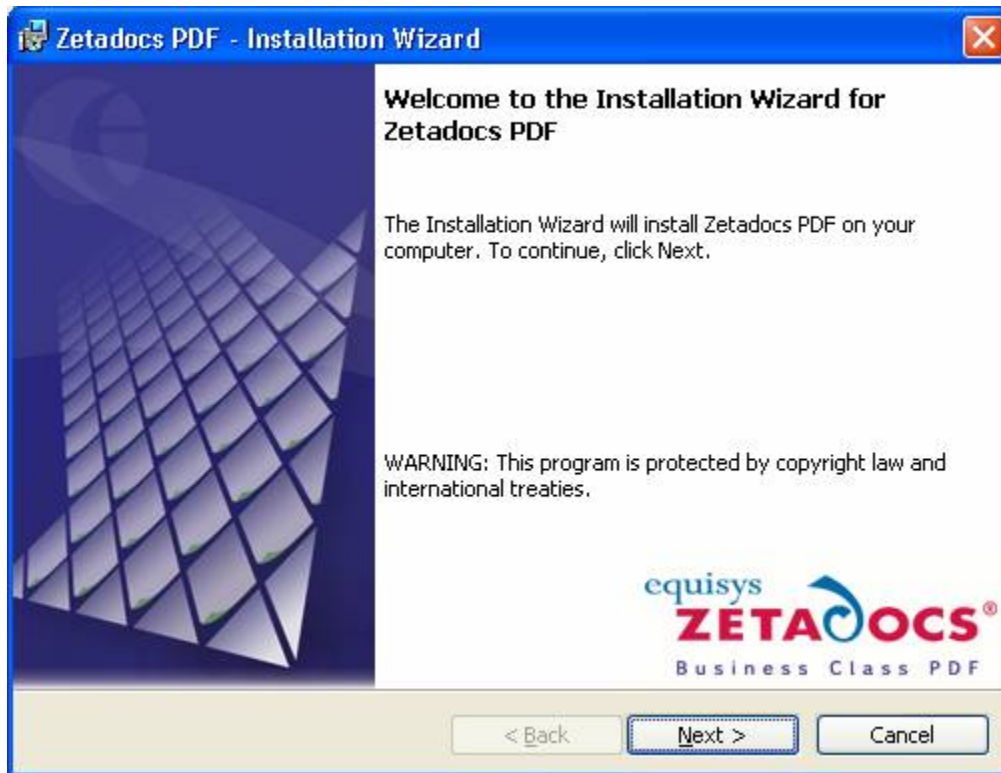 Zetadocs PDF - Installation Wizard
Welcome to the Installation Wizard for
Zetadocs PDF
The Installation Wizard will install Zetadocs PDF on your
computer. To continue, click Next.
WARNING: This program is protected by copyright law and
international treaties.
equisys
ZETADOCS®
Business Class PDF
< Back
Next >
Cancel